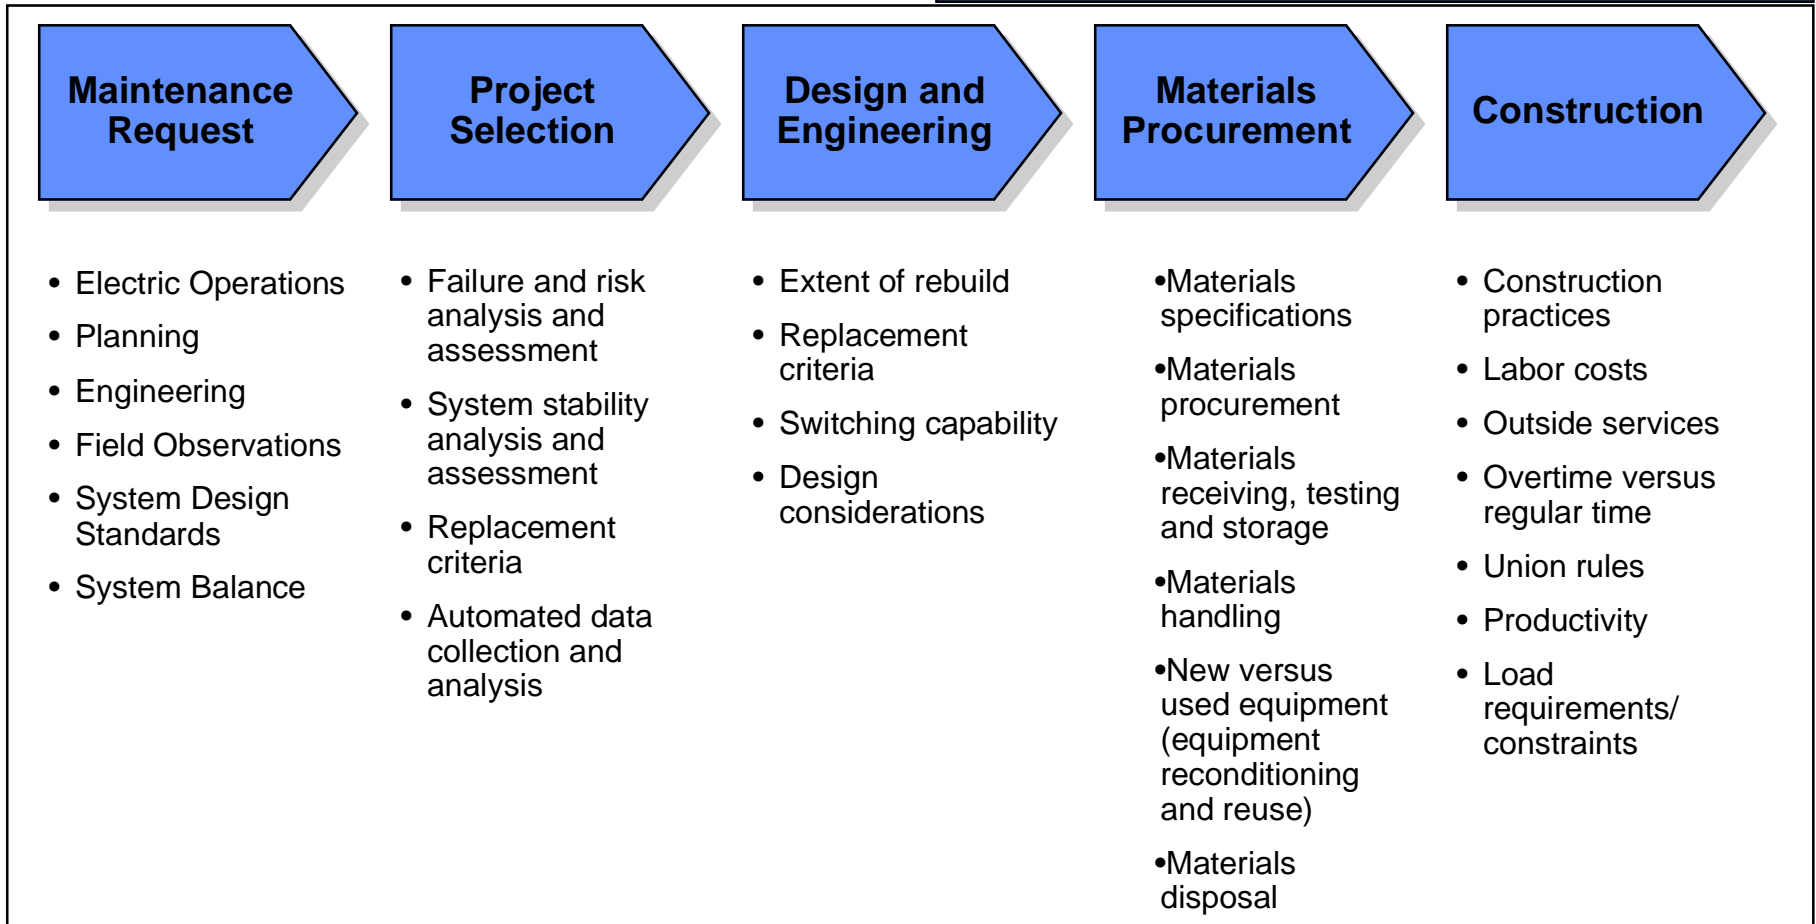 Maintenance
Request
Project
Selection
Design and
Engineering
Materials
Procurement
Construction
• Electric Operations
• Planning
• Engineering
• Field Observations
• System Design
Standards
• System Balance
• Failure and risk
analysis and
assessment
• System stability
analysis and
assessment
• Replacement
criteria
• Automated data
collection and
analysis
• Extent of rebuild
• Replacement
criteria
• Switching capability
• Design
considerations
•Materials
specifications
•Materials
procurement
•Materials
receiving, testing
and storage
•Materials
handling
•New versus
used equipment
(equipment
reconditioning
and reuse)
•Materials
disposal
• Construction
practices
• Labor costs
• Outside services
• Overtime versus
regular time
• Union rules
• Productivity
• Load
requirements/
constraints